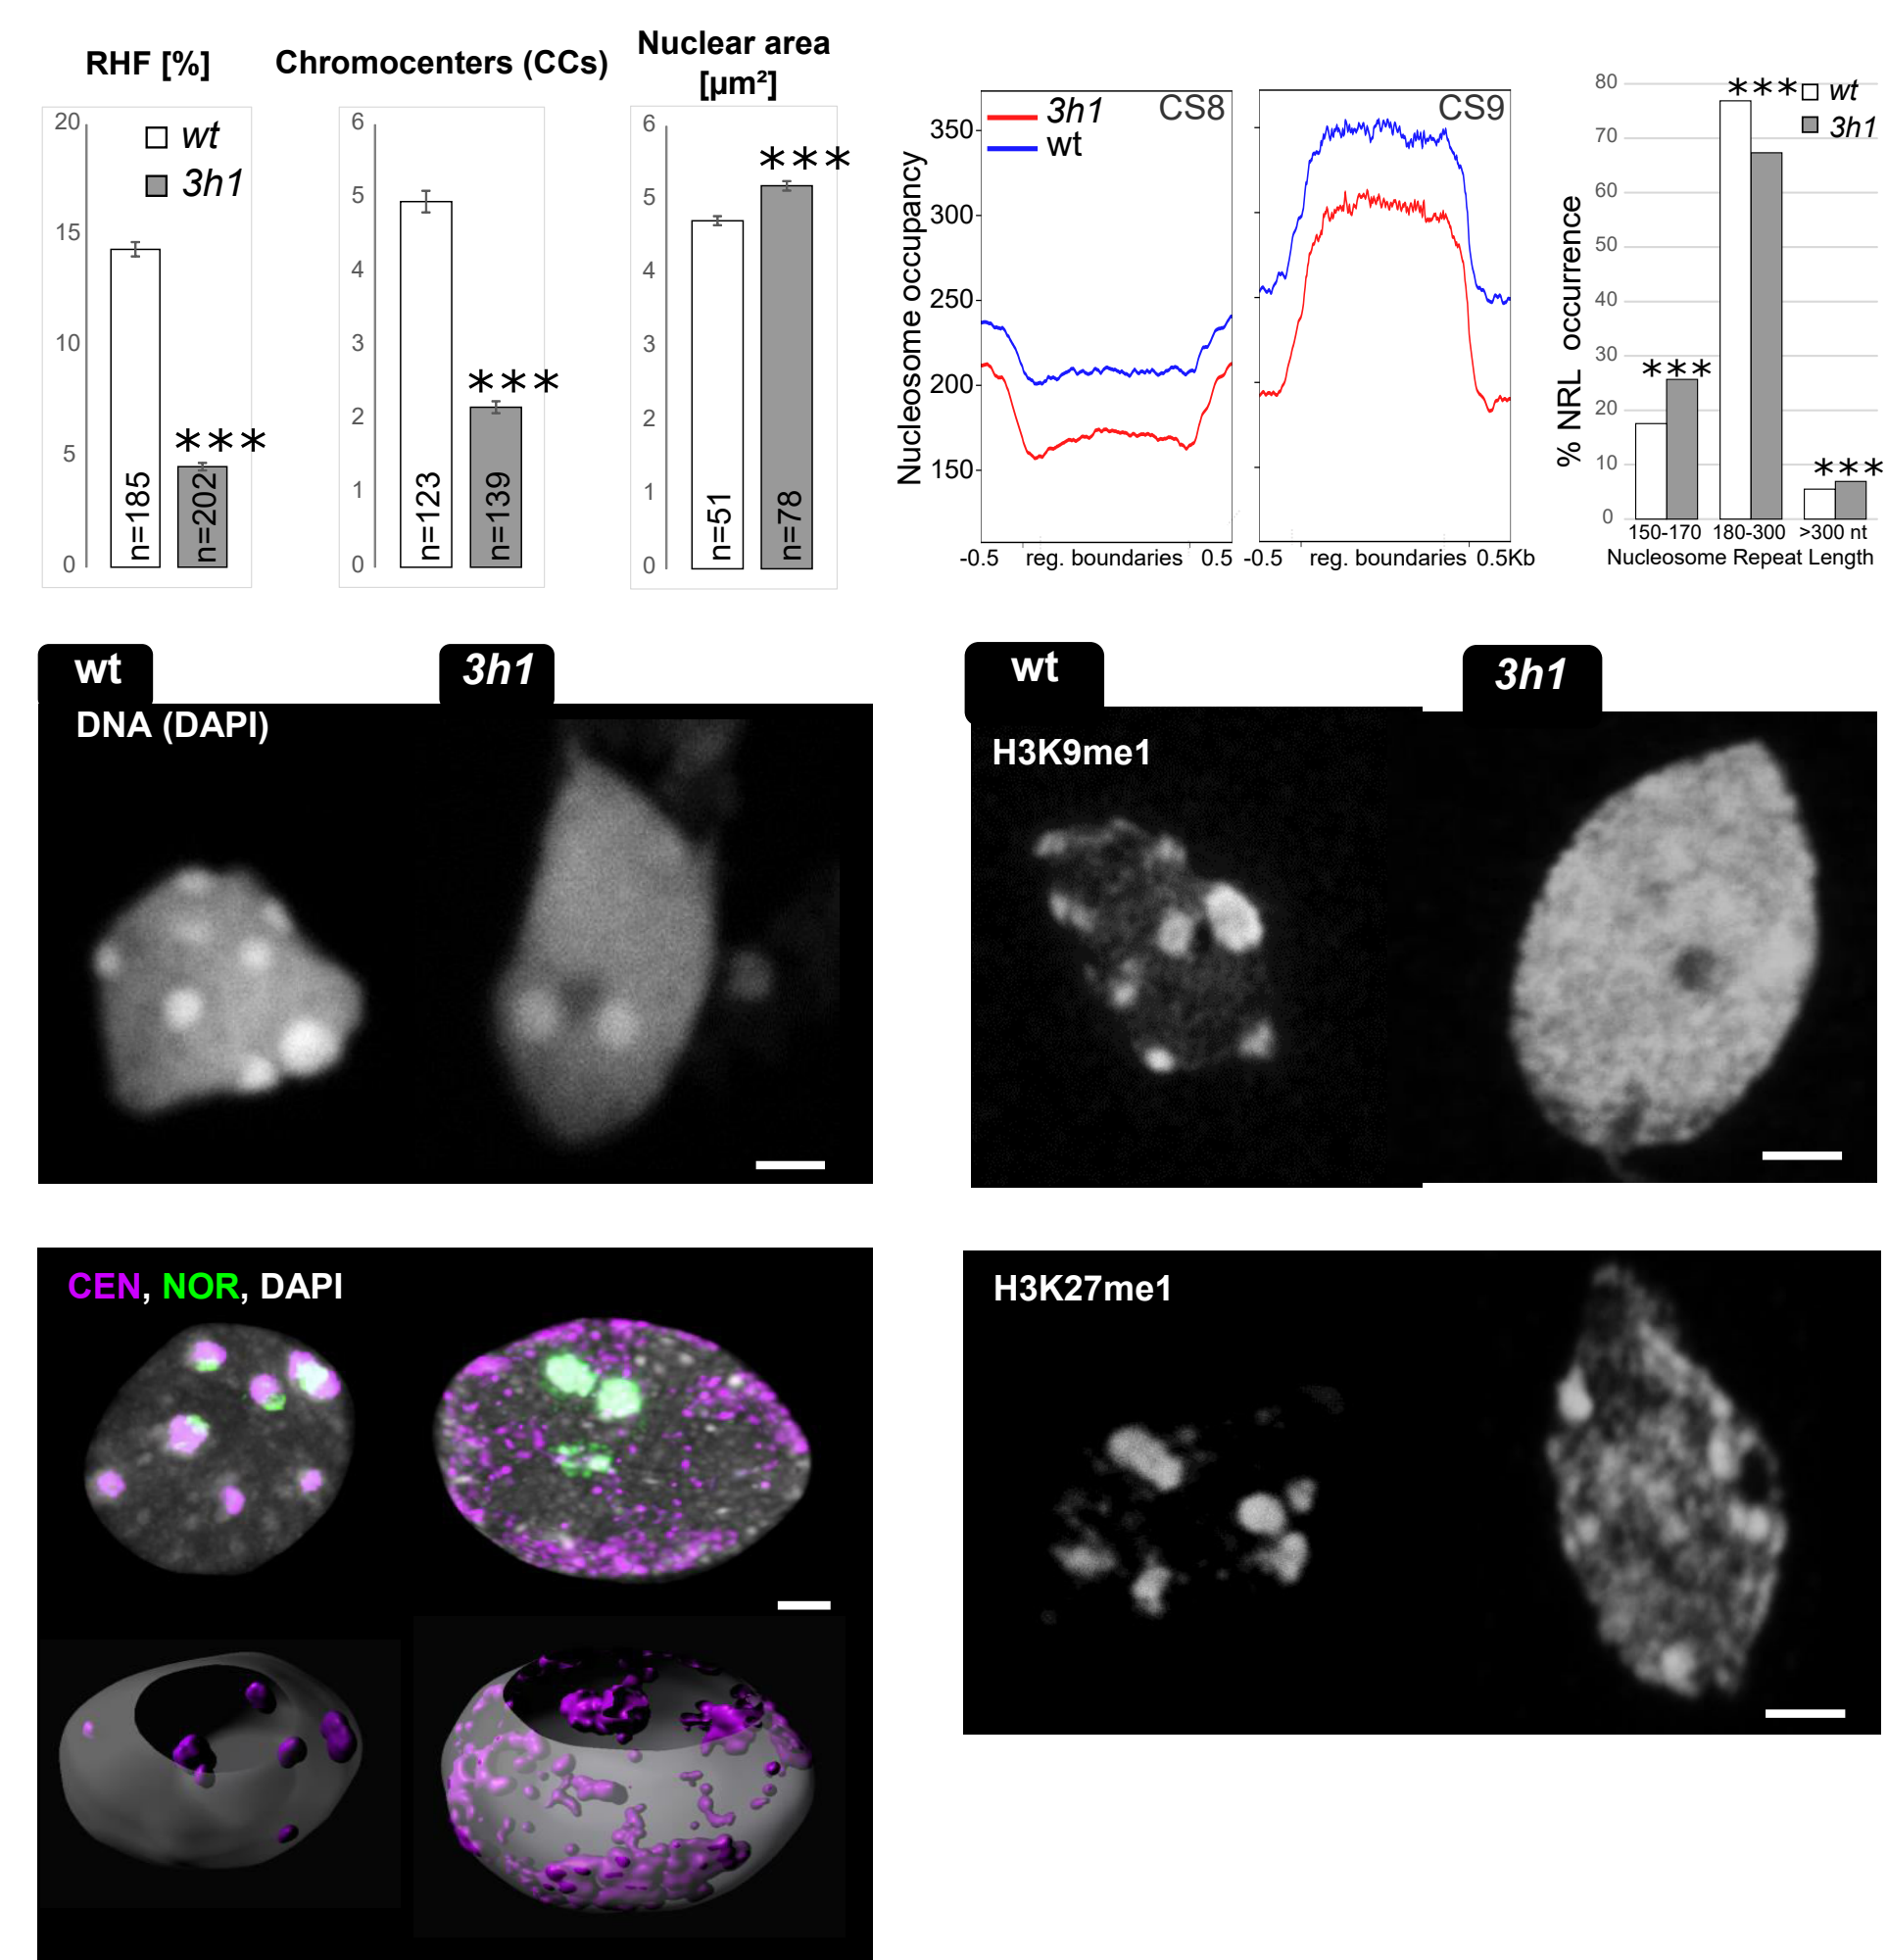 RHF [%]
20
15
10
5
0
wt
3h1
***
n=185
n=202
Chromocenters (CCs)
6
5
4
3
2
1
0
***
n=123
n=139
Nuclear area
[µm²]
6
5
4
3
2
1
0
***
n=51
n=78
Nucleosome occupancy
350
300
250
200
150
3h1
wt
CS8
-0.5 reg. boundaries 0.5
CS9
-0.5 reg. boundaries 0.5Kb
% NRL occurrence
80
70
60
50
40
30
20
10
0
wt
3h1
***
***
***
150-170 180-300 >300 nt
Nucleosome Repeat Length
wt
3h1
DNA (DAPI)
wt
3h1
H3K9me1
CEN, NOR, DAPI
H3K27me1